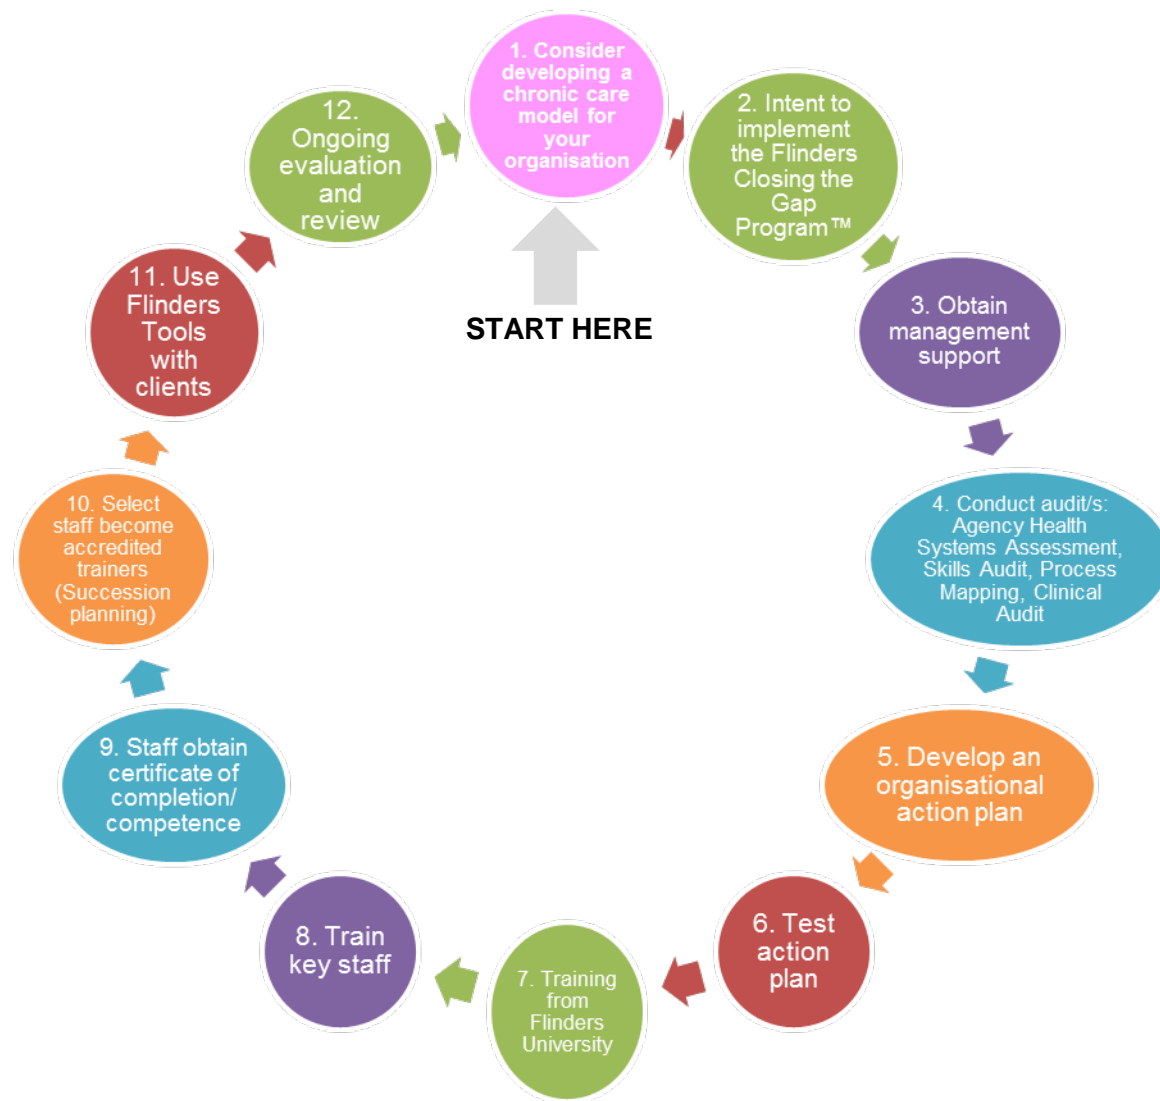 1. Consider
developing a
chronic care
model for
your
organisation
2. Intent to
implement
the Flinders
Closing the
Gap
Program™
3. Obtain
management
support
4. Conduct audit/s:
Agency Health
Systems Assessment,
Skills Audit, Process
Mapping, Clinical
Audit
5. Develop an
organisational
action plan
6. Test
action
plan
7. Training
from
Flinders
University
8. Train
key staff
9. Staff obtain
certificate of
completion/
competence
10. Select
staff become
accredited
trainers
(Succession
planning)
11. Use
Flinders
Tools
with
clients
12.
Ongoing
evaluation
and
review
START HERE